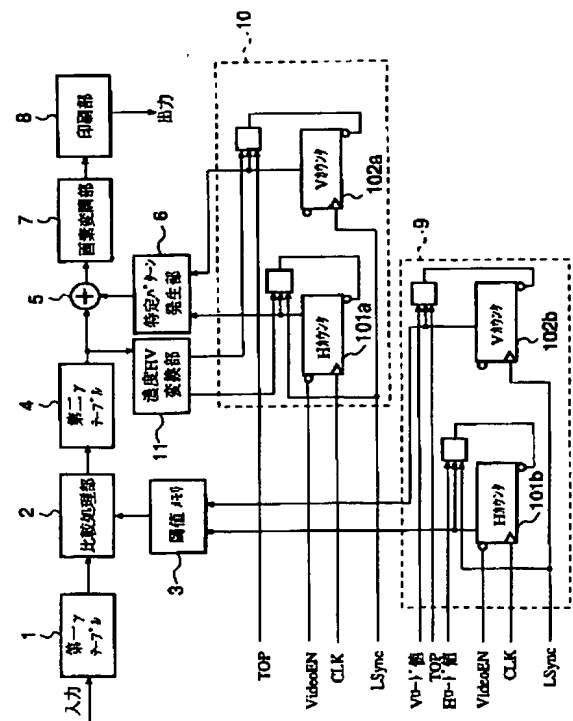 入力
1
第一γ
テーブル
2
比較処理部
3
閾値メモリ
4
第二γ
テーブル
5
6
特定パターン
発生部
7
画素変調部
8
印刷部
出力
11
濃度HV
変換部
10
Hカウンタ
101a
Vカウンタ
102a
TOP
VideoEN
CLK
LSync
9
Hカウンタ
101b
Vカウンタ
102b
Vロード値
TOP
Hロード値
VideoEN
CLK
LSync